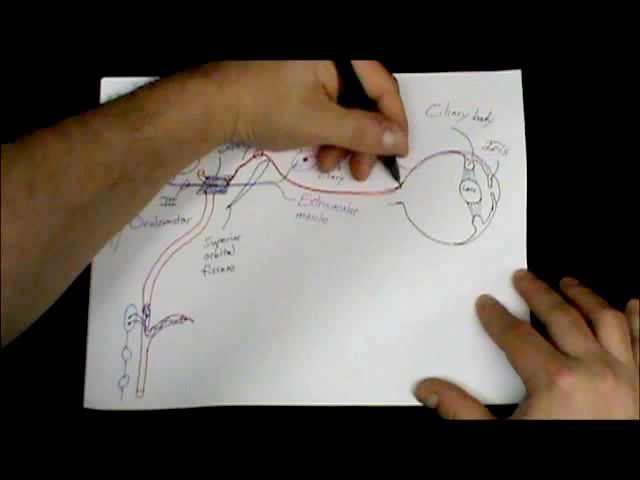 Ciliary body
Iris
Lens
III
Extraocular
muscle
Oculomotor
Superior
orbital
fissure